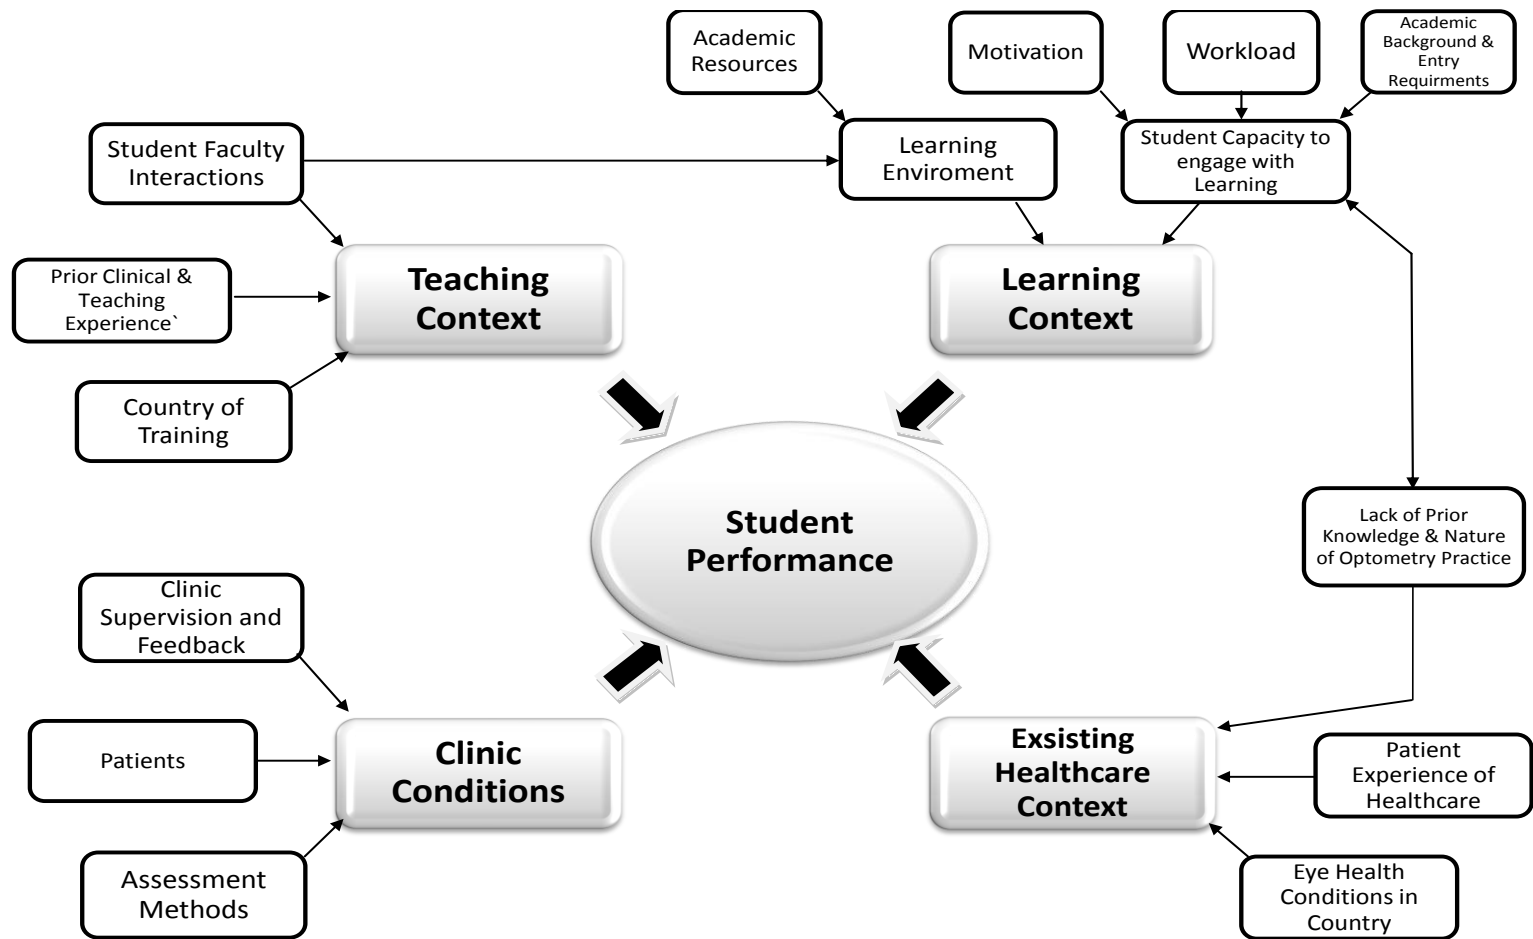 Academic
Resources
Motivation
Workload
Academic
Background &
Entry
Requirments
Student Faculty
Interactions
Learning
Enviroment
Student Capacity to
engage with
Learning
Prior Clinical &
Teaching
Experience`
Teaching
Context
Learning
Context
Country of
Training
Student
Performance
Lack of Prior
Knowledge & Nature
of Optometry Practice
Clinic
Supervision and
Feedback
Patients
Clinic
Conditions
Exsisting
Healthcare
Context
Patient
Experience of
Healthcare
Assessment
Methods
Eye Health
Conditions in
Country